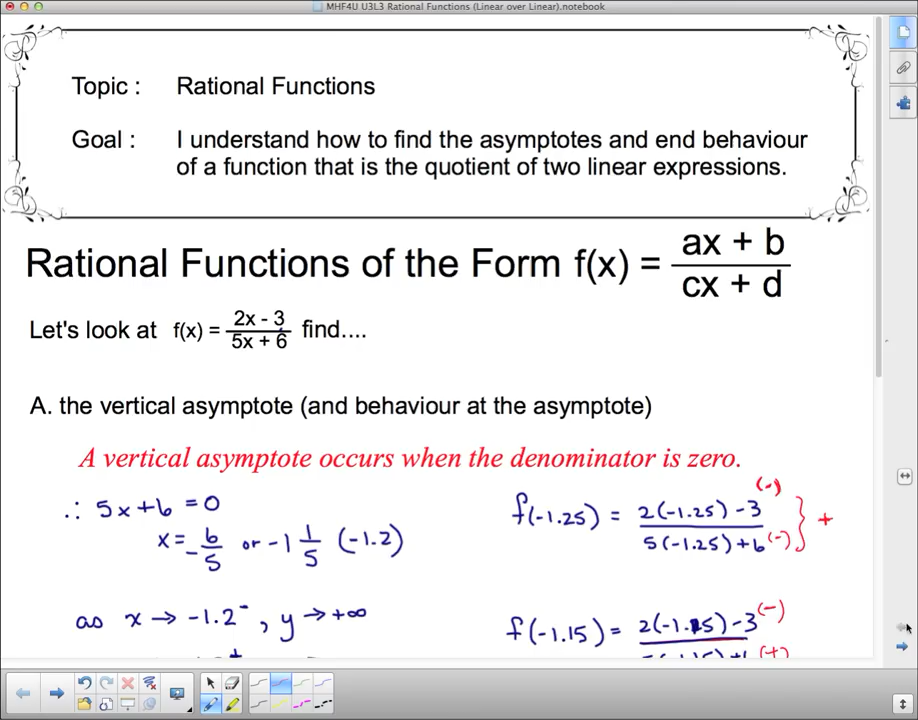 MHF4U U3L3 Rational Functions (Linear over Linear).notebook
Topic : Rational Functions
Goal : I understand how to find the asymptotes and end behaviour
of a function that is the quotient of two linear expressions.
Rational Functions of the Form f(x) = ax + b / cx + d
Let's look at f(x) = 2x - 3 / 5x + 6 find....
A. the vertical asymptote (and behaviour at the asymptote)
A vertical asymptote occurs when the denominator is zero.
∴ 5x+6 = 0
x = -6/5 or -1 1/5 (-1.2)
f(-1.25) = 2(-1.25) -3 (-) / 5(-1.25)+6 (-) } +
as x → -1.2⁻, y → +∞
f(-1.15) = 2(-1.15) -3 (-)
(+)